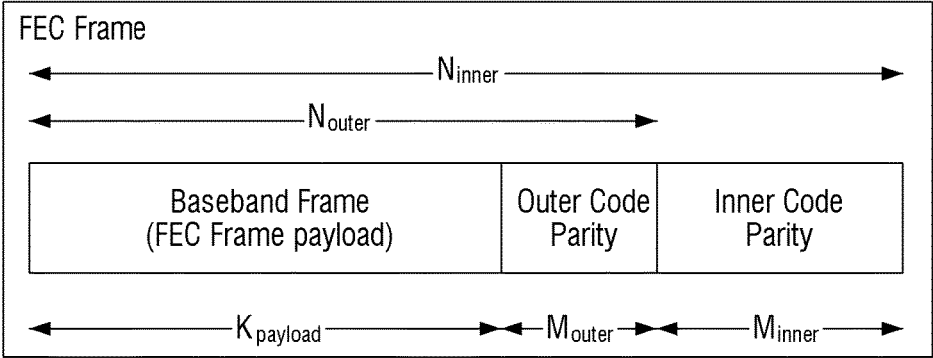 FEC Frame
Ninner
Nouter
Baseband Frame
(FEC Frame payload)
Outer Code
Parity
Inner Code
Parity
Kpayload
Mouter
Minner